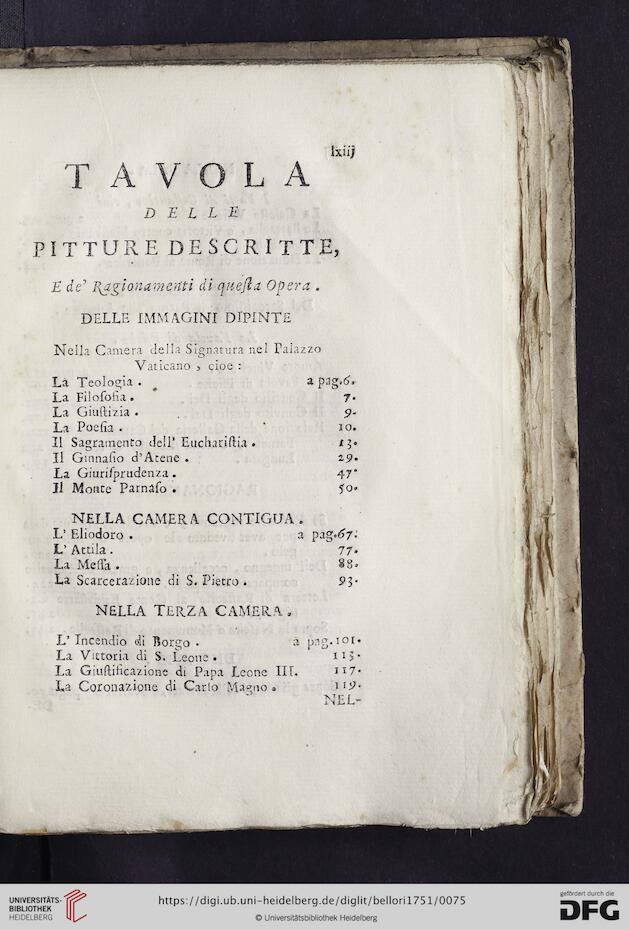 lxiij
TAVOLA
DELLE
PITTURE DESCRITTE,
E de' Ragionamenti di queſta Opera.
DELLE IMMAGINI DIPINTE
Nella Camera della Signatura nel Palazzo
Vaticano, cioe:
La Teologia. a pag.6.
La Filoſofia. 7.
La Giuſtizia. 9.
La Poeſia. 10.
Il Sagramento dell' Euchariſtia. 13.
Il Ginnaſio d'Atene. 29.
La Giuriſprudenza. 47.
Il Monte Parnaſo. 50.
NELLA CAMERA CONTIGUA.
L' Eliodoro. a pag.67.
L' Attila. 77.
La Meſſa. 88.
La Scarcerazione di S. Pietro. 93.
NELLA TERZA CAMERA.
L' Incendio di Borgo. a pag.101.
La Vittoria di S. Leone. 115.
La Giuſtificazione di Papa Leone III. 117.
La Coronazione di Carlo Magno. 119.
NEL-
UNIVERSITÄTS-
BIBLIOTHEK
HEIDELBERG
https://digi.ub.uni-heidelberg.de/diglit/bellori1751/0075
© Universitätsbibliothek Heidelberg
gefördert durch die
DFG